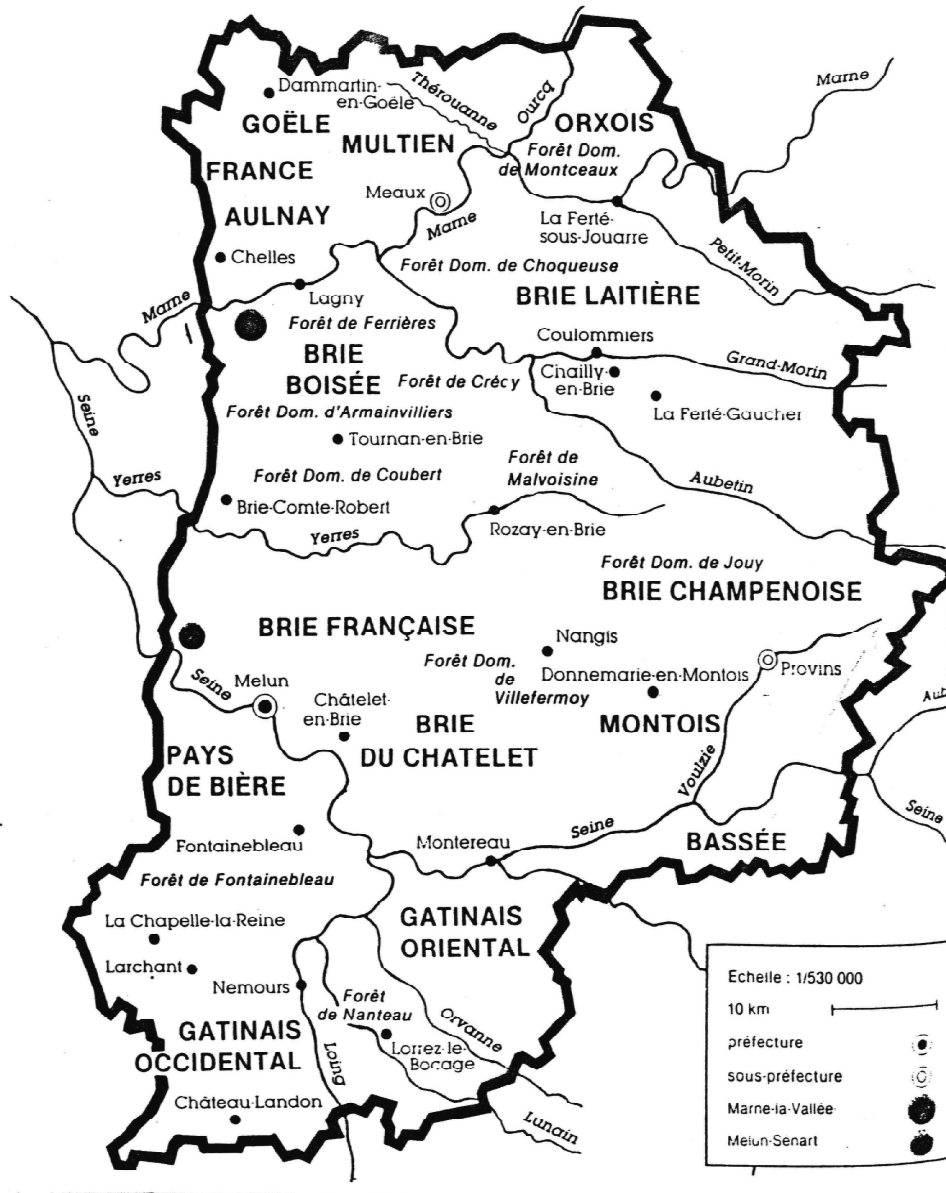 Marne
Dammartin-
en-Goële
Thérouanne
Ourcq
GOËLE
ORXOIS
MULTIEN
Forêt Dom.
de Montceaux
FRANCE
Meaux
AULNAY
Marne
La Ferté-
sous-Jouarre
Petit-Morin
Chelles
Forêt Dom. de Choqueuse
Marne
Lagny
BRIE LAITIÈRE
Forêt de Ferrières
Coulommiers
BRIE
BOISÉE
Forêt de Crécy
Chailly-
en-Brie
Grand-Morin
Seine
Forêt Dom. d'Armainvilliers
La Ferté-Gaucher
Tournan-en-Brie
Yerres
Forêt Dom. de Coubert
Forêt de
Malvoisine
Aubetin
Brie-Comte-Robert
Yerres
Rozay-en-Brie
Forêt Dom. de Jouy
BRIE CHAMPENOISE
BRIE FRANÇAISE
Nangis
Forêt Dom.
de
Villefermoy
Donnemarie-en-Montois
Provins
Seine
Melun
Châtelet-
en-Brie
Aub
BRIE
DU CHATELET
MONTOIS
PAYS
DE BIÈRE
Voulzie
Seine
Fontainebleau
Montereau
Seine
BASSÉE
Forêt de Fontainebleau
La Chapelle-la-Reine
GATINAIS
ORIENTAL
Larchant
Nemours
Forêt
de Nanteau
Orvanne
GATINAIS
OCCIDENTAL
Loing
Lorrez-le-
Bocage
Château-Landon
Lunain
Echelle : 1/530 000
10 km
préfecture
sous-préfecture
Marne-la-Vallée
Melun-Senart